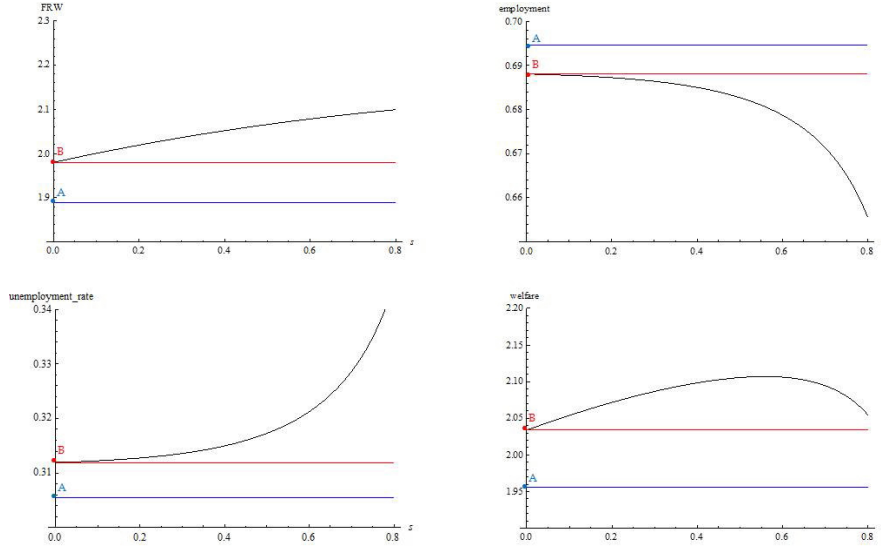 FRW
2.3
2.2
2.1
B
2.0
A
1.9
0.0 0.2 0.4 0.6 0.8 s
employment
0.70
A
0.69
B
0.68
0.67
0.66
0.0 0.2 0.4 0.6 0.8
unemployment_rate
0.34
0.33
0.32
B
0.31
A
0.0 0.2 0.4 0.6 0.8 s
welfare
2.20
2.15
2.10
2.05
B
2.00
A
1.95
0.0 0.2 0.4 0.6 0.8